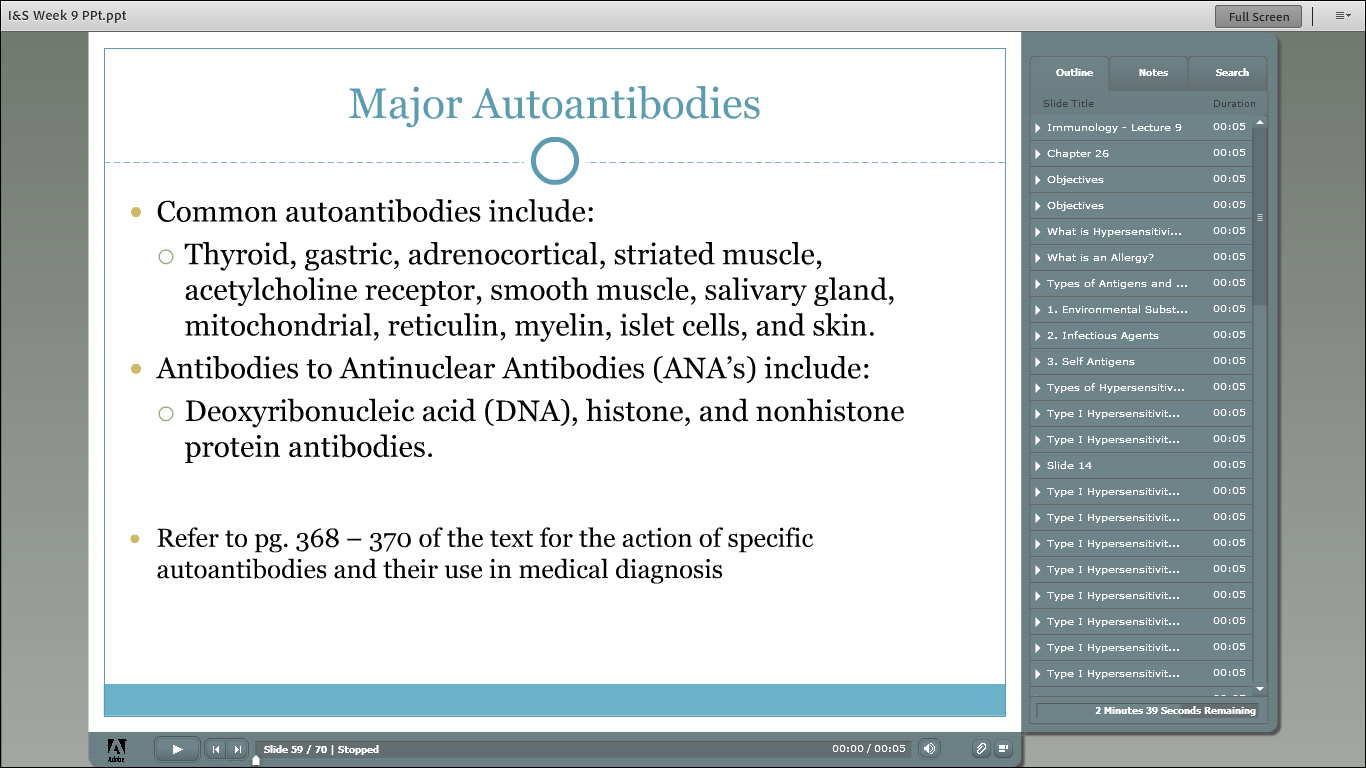 I&S Week 9 PPt.ppt
Full Screen
Major Autoantibodies
Common autoantibodies include:
Thyroid, gastric, adrenocortical, striated muscle,
acetylcholine receptor, smooth muscle, salivary gland,
mitochondrial, reticulin, myelin, islet cells, and skin.
Antibodies to Antinuclear Antibodies (ANA's) include:
Deoxyribonucleic acid (DNA), histone, and nonhistone
protein antibodies.
Refer to pg. 368 – 370 of the text for the action of specific
autoantibodies and their use in medical diagnosis
Outline Notes Search
Slide Title Duration
Immunology - Lecture 9 00:05
Chapter 26 00:05
Objectives 00:05
Objectives 00:05
What is Hypersensitivi... 00:05
What is an Allergy? 00:05
Types of Antigens and ... 00:05
1. Environmental Subst... 00:05
2. Infectious Agents 00:05
3. Self Antigens 00:05
Types of Hypersensitiv... 00:05
Type I Hypersensitivit... 00:05
Type I Hypersensitivit... 00:05
Slide 14 00:05
Type I Hypersensitivit... 00:05
Type I Hypersensitivit... 00:05
Type I Hypersensitivit... 00:05
Type I Hypersensitivit... 00:05
Type I Hypersensitivit... 00:05
Type I Hypersensitivit... 00:05
Type I Hypersensitivit... 00:05
Type I Hypersensitivit... 00:05
2 Minutes 39 Seconds Remaining
Adobe
Slide 59 / 70 | Stopped 00:00 / 00:05